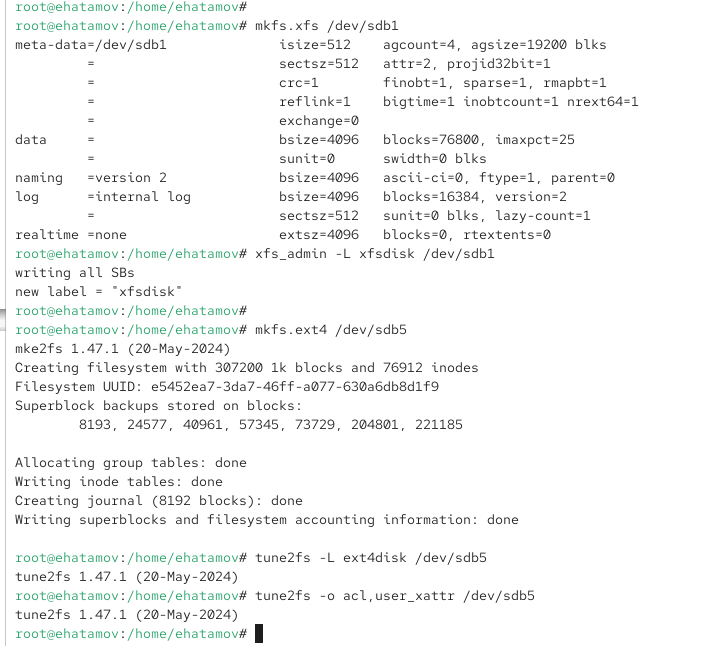 root@ehatamov:/home/ehatamov#
root@ehatamov:/home/ehatamov# mkfs.xfs /dev/sdb1
meta-data=/dev/sdb1              isize=512    agcount=4, agsize=19200 blks
         =                       sectsz=512   attr=2, projid32bit=1
         =                       crc=1        finobt=1, sparse=1, rmapbt=1
         =                       reflink=1    bigtime=1 inobtcount=1 nrext64=1
         =                       exchange=0
data     =                       bsize=4096   blocks=76800, imaxpct=25
         =                       sunit=0      swidth=0 blks
naming   =version 2              bsize=4096   ascii-ci=0, ftype=1, parent=0
log      =internal log           bsize=4096   blocks=16384, version=2
         =                       sectsz=512   sunit=0 blks, lazy-count=1
realtime =none                   extsz=4096   blocks=0, rtextents=0
root@ehatamov:/home/ehatamov# xfs_admin -L xfsdisk /dev/sdb1
writing all SBs
new label = "xfsdisk"
root@ehatamov:/home/ehatamov#
root@ehatamov:/home/ehatamov# mkfs.ext4 /dev/sdb5
mke2fs 1.47.1 (20-May-2024)
Creating filesystem with 307200 1k blocks and 76912 inodes
Filesystem UUID: e5452ea7-3da7-46ff-a077-630a6db8d1f9
Superblock backups stored on blocks:
        8193, 24577, 40961, 57345, 73729, 204801, 221185

Allocating group tables: done
Writing inode tables: done
Creating journal (8192 blocks): done
Writing superblocks and filesystem accounting information: done

root@ehatamov:/home/ehatamov# tune2fs -L ext4disk /dev/sdb5
tune2fs 1.47.1 (20-May-2024)
root@ehatamov:/home/ehatamov# tune2fs -o acl,user_xattr /dev/sdb5
tune2fs 1.47.1 (20-May-2024)
root@ehatamov:/home/ehatamov#